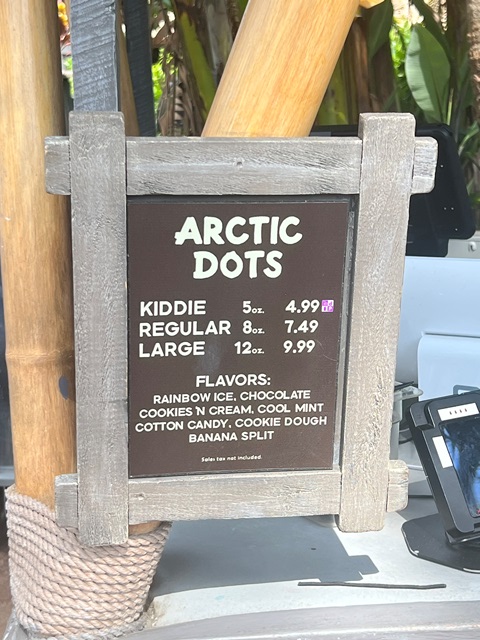 ARCTIC
DOTS
KIDDIE 5oz. 4.99
REGULAR 8oz. 7.49
LARGE 12oz. 9.99
FLAVORS:
RAINBOW ICE, CHOCOLATE
COOKIES 'N CREAM, COOL MINT
COTTON CANDY, COOKIE DOUGH
BANANA SPLIT
Sales tax not included.